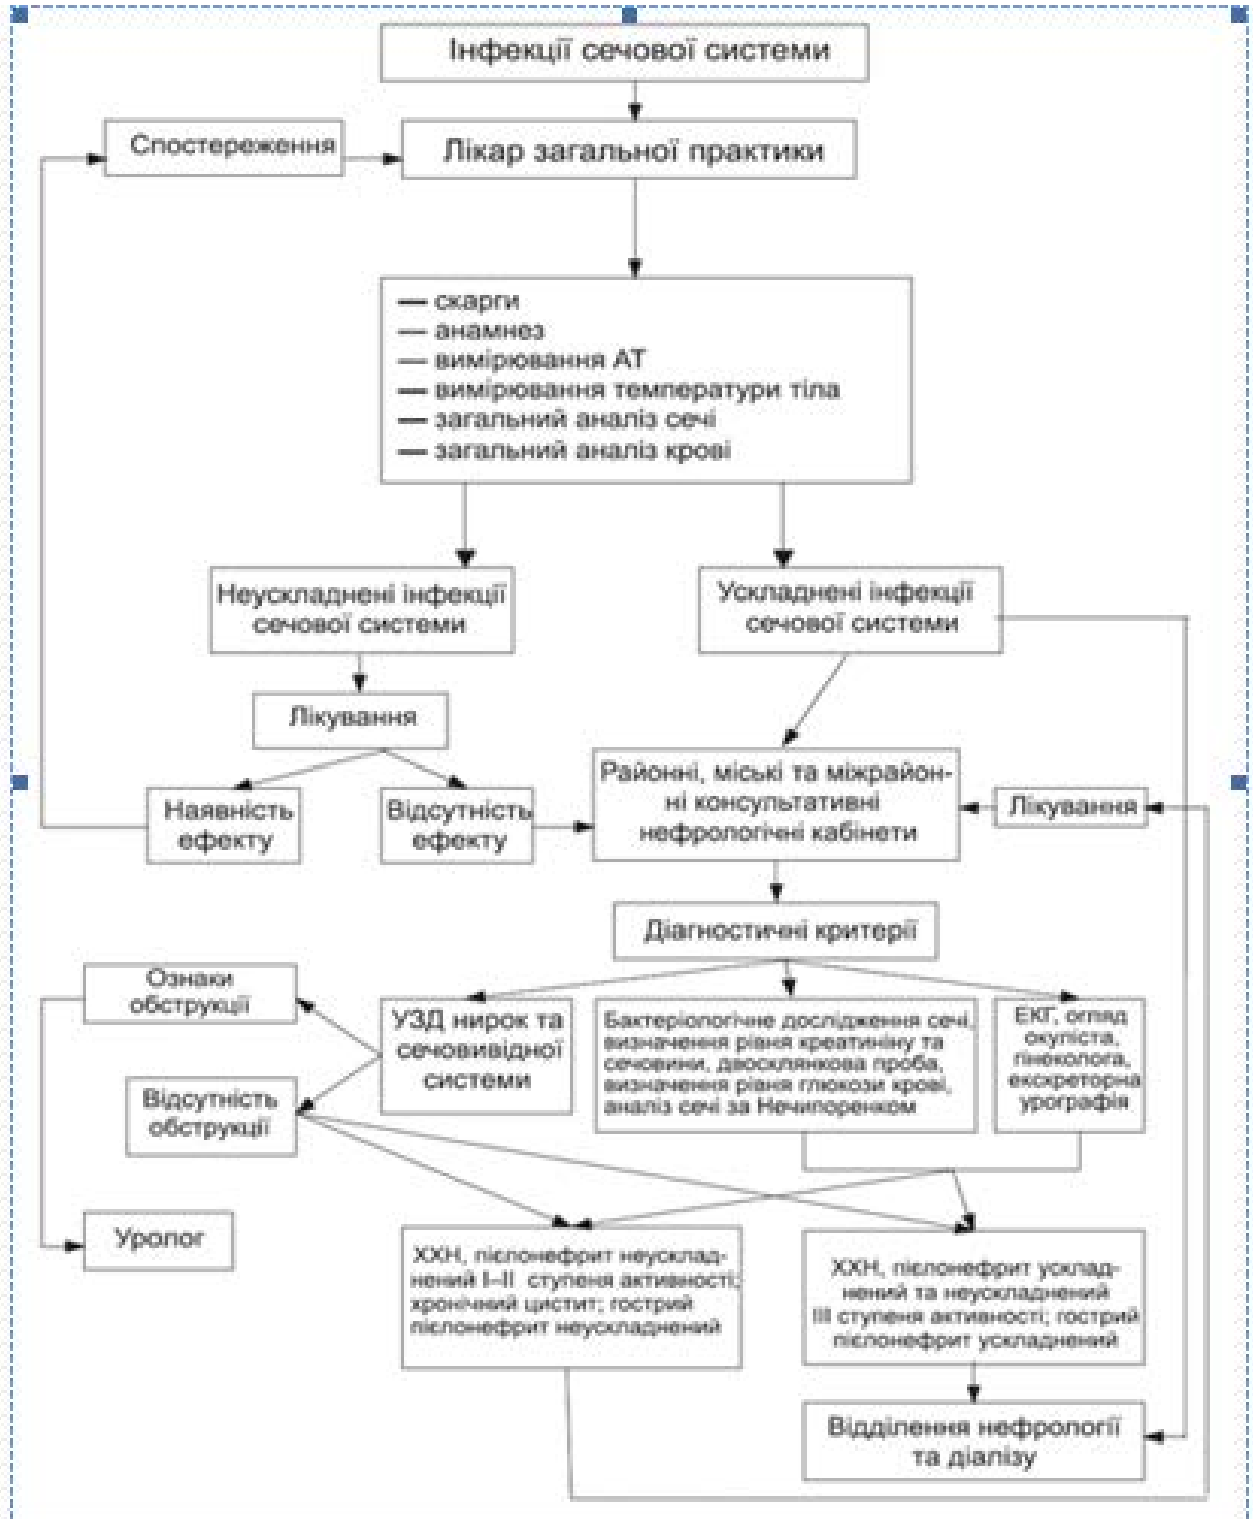 Інфекції сечової системи
Спостереження
Лікар загальної практики
— скарги
— анамнез
— вимірювання АТ
— вимірювання температури тіла
— загальний аналіз сечі
— загальний аналіз крові
Неускладнені інфекції
сечової системи
Ускладнені інфекції
сечової системи
Лікування
Наявність
ефекту
Відсутність
ефекту
Районні, міські та міжрайон-
ні консультативні
нефрологічні кабінети
Лікування
Діагностичні критерії
Ознаки
обструкції
УЗД нирок та
сечовивідної
системи
Бактеріологічне дослідження сечі,
визначення рівня креатиніну та
сечовини, двосклянкова проба,
визначення рівня глюкози крові,
аналіз сечі за Нечипоренком
ЕКГ, огляд
окуліста,
гінеколога,
екскреторна
урографія
Відсутність
обструкції
Уролог
ХХН, пієлонефрит неусклад-
нений І–ІІ ступеня активності;
хронічний цистит; гострий
пієлонефрит неускладнений
ХХН, пієлонефрит усклад-
нений та неускладнений
ІІІ ступеня активності; гострий
пієлонефрит ускладнений
Відділення нефрології
та діалізу